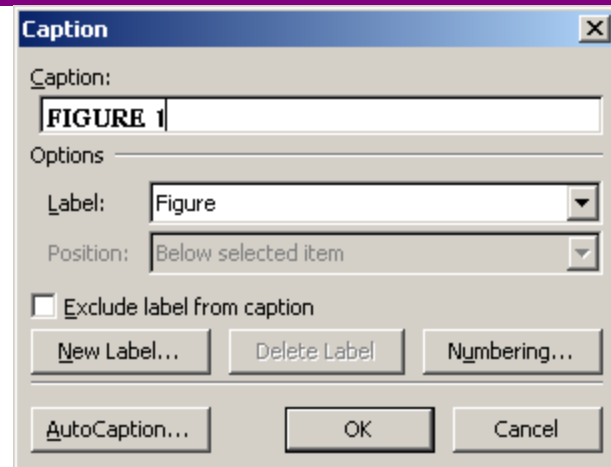 Caption
Caption:
FIGURE 1
Options
Label: Figure
Position: Below selected item
Exclude label from caption
New Label... Delete Label Numbering...
AutoCaption... OK Cancel